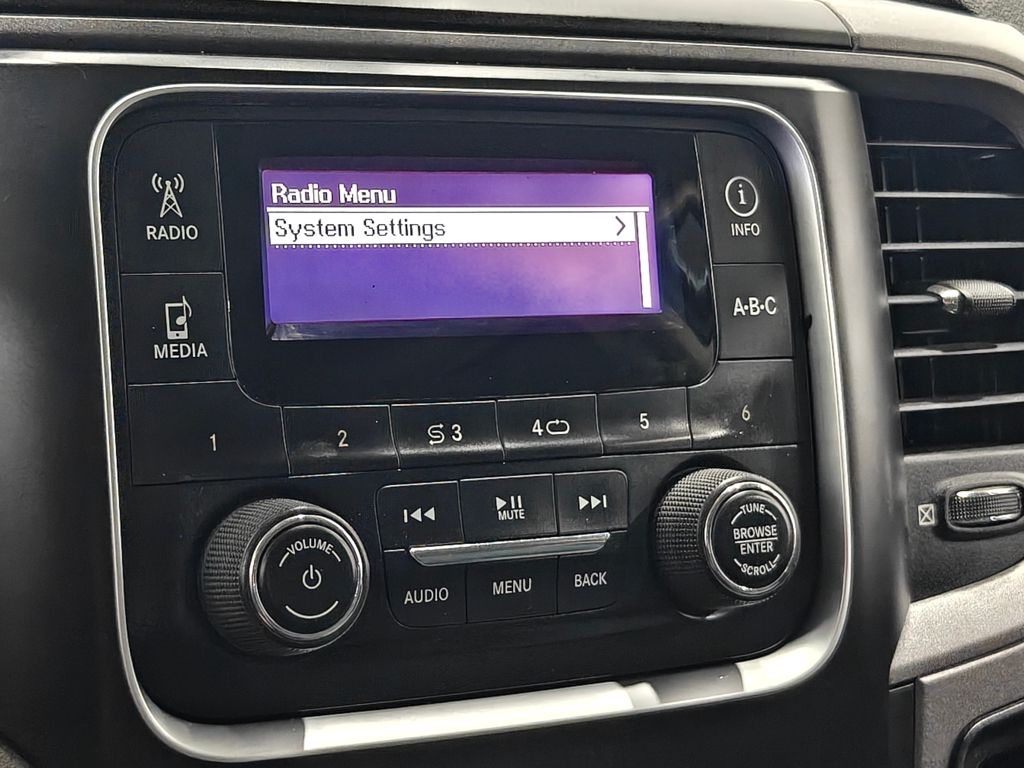 Radio Menu
System Settings
RADIO
INFO
MEDIA
A•B•C
1
2
3
4
5
6
MUTE
VOLUME
TUNE
BROWSE
ENTER
SCROLL
AUDIO
MENU
BACK